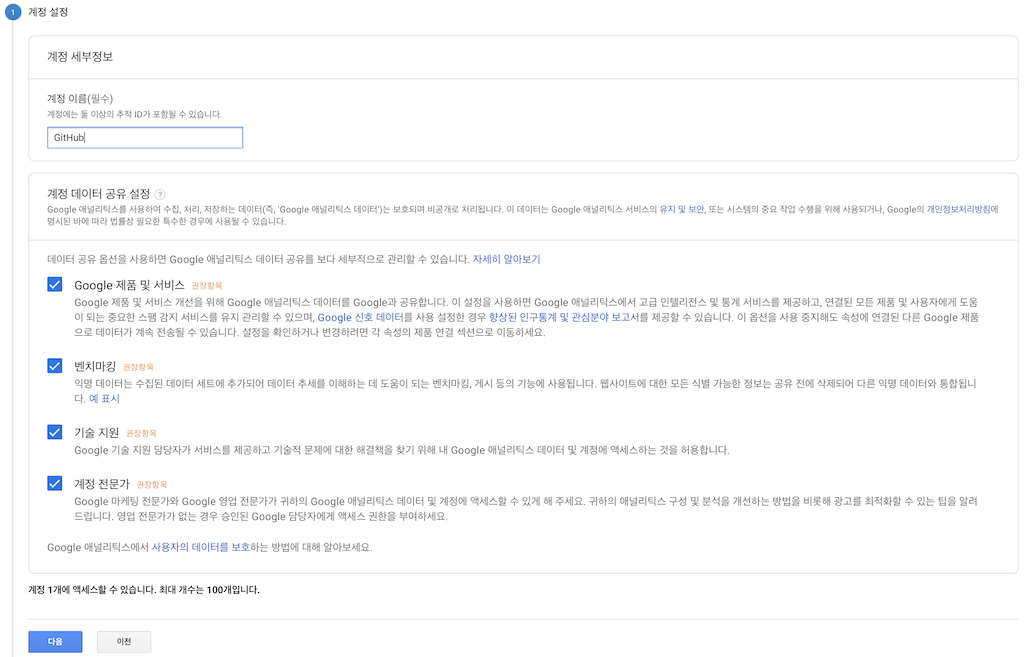 1 계정 설정
계정 세부정보
계정 이름(필수)
계정에는 둘 이상의 추적 ID가 포함될 수 있습니다.
GitHub
계정 데이터 공유 설정 ?
Google 애널리틱스를 사용하여 수집, 처리, 저장하는 데이터(즉, 'Google 애널리틱스 데이터')는 보호되며 비공개로 처리됩니다. 이 데이터는 Google 애널리틱스 서비스의 유지 및 보안, 또는 시스템의 중요 작업 수행을 위해 사용되거나, Google의 개인정보처리방침에
명시된 바에 따라 법률상 필요한 특수한 경우에 사용될 수 있습니다.
데이터 공유 옵션을 사용하면 Google 애널리틱스 데이터 공유를 보다 세부적으로 관리할 수 있습니다. 자세히 알아보기
Google 제품 및 서비스 권장항목
Google 제품 및 서비스 개선을 위해 Google 애널리틱스 데이터를 Google과 공유합니다. 이 설정을 사용하면 Google 애널리틱스에서 고급 인텔리전스 및 통계 서비스를 제공하고, 연결된 모든 제품 및 사용자에게 도움
이 되는 중요한 스팸 감지 서비스를 유지 관리할 수 있으며, Google 신호 데이터를 사용 설정한 경우 향상된 인구통계 및 관심분야 보고서를 제공할 수 있습니다. 이 옵션을 사용 중지해도 속성에 연결된 다른 Google 제품
으로 데이터가 계속 전송될 수 있습니다. 설정을 확인하거나 변경하려면 각 속성의 제품 연결 섹션으로 이동하세요.
벤치마킹 권장항목
익명 데이터는 수집된 데이터 세트에 추가되어 데이터 추세를 이해하는 데 도움이 되는 벤치마킹, 게시 등의 기능에 사용됩니다. 웹사이트에 대한 모든 식별 가능한 정보는 공유 전에 삭제되어 다른 익명 데이터와 통합됩니
다. 예 표시
기술 지원 권장항목
Google 기술 지원 담당자가 서비스를 제공하고 기술적 문제에 대한 해결책을 찾기 위해 내 Google 애널리틱스 데이터 및 계정에 액세스하는 것을 허용합니다.
계정 전문가 권장항목
Google 마케팅 전문가와 Google 영업 전문가가 귀하의 Google 애널리틱스 데이터 및 계정에 액세스할 수 있게 해 주세요. 귀하의 애널리틱스 구성 및 분석을 개선하는 방법을 비롯해 광고를 최적화할 수 있는 팁을 알려
드립니다. 영업 전문가가 없는 경우 승인된 Google 담당자에게 액세스 권한을 부여하세요.
Google 애널리틱스에서 사용자의 데이터를 보호하는 방법에 대해 알아보세요.
계정 1개에 액세스할 수 있습니다. 최대 개수는 100개입니다.
다음 이전